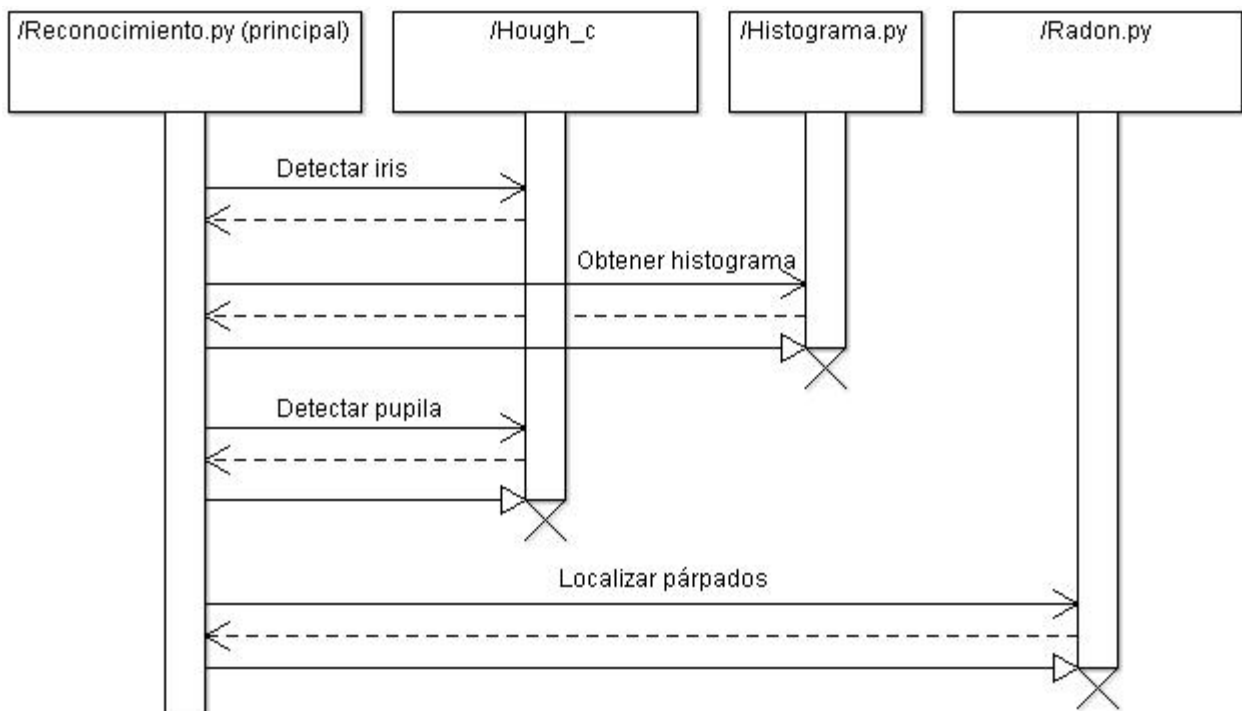 /Reconocimiento.py (principal)
/Hough_c
/Histograma.py
/Radon.py
Detectar iris
Obtener histograma
Detectar pupila
Localizar párpados